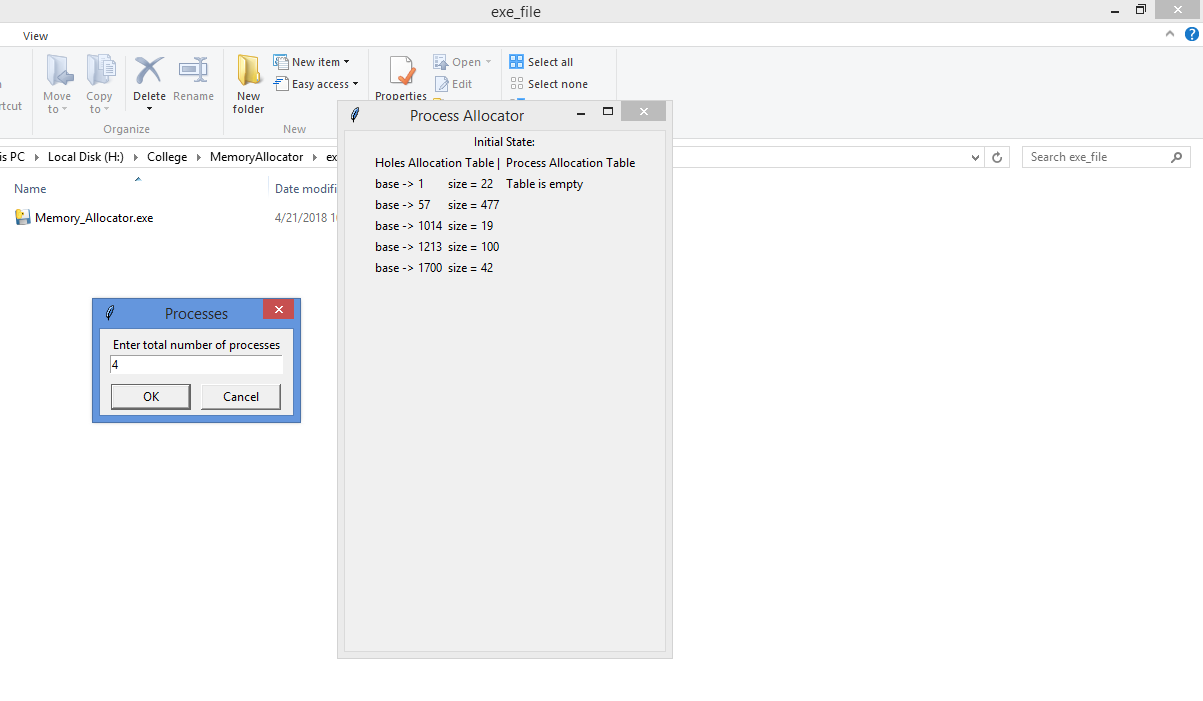 exe_file
View
Move to
Copy to
Delete
Rename
New folder
New item
Easy access
Properties
Open
Edit
Select all
Select none
Organize
New
Process Allocator
Initial State:
Holes Allocation Table | Process Allocation Table
base -> 1 size = 22 Table is empty
base -> 57 size = 477
base -> 1014 size = 19
base -> 1213 size = 100
base -> 1700 size = 42
is PC Local Disk (H:) College MemoryAllocator ex
Search exe_file
Name Date modifi
Memory_Allocator.exe 4/21/2018 1
Processes
Enter total number of processes
4
OK Cancel